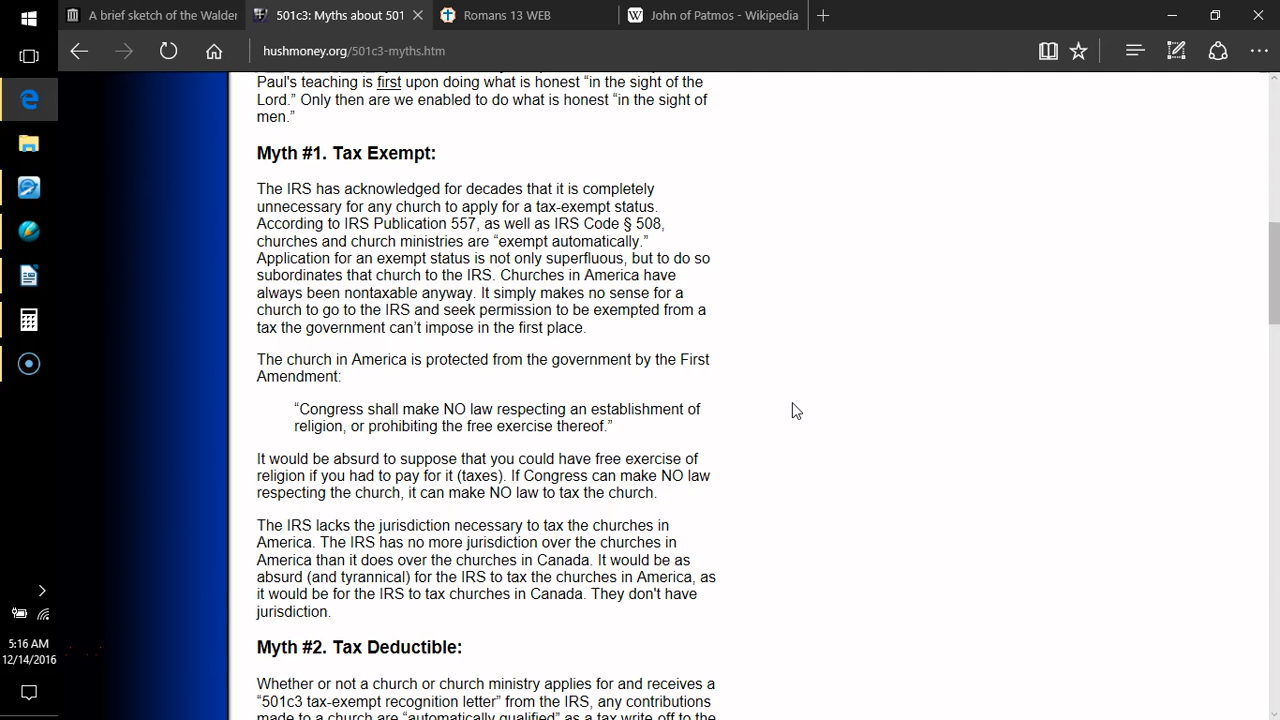 A brief sketch of the Walder
501c3: Myths about 501
Romans 13 WEB
John of Patmos - Wikipedia
hushmoney.org/501c3-myths.htm
Paul's teaching is first upon doing what is honest “in the sight of the
Lord.” Only then are we enabled to do what is honest “in the sight of
men.”
Myth #1. Tax Exempt:
The IRS has acknowledged for decades that it is completely
unnecessary for any church to apply for a tax-exempt status.
According to IRS Publication 557, as well as IRS Code § 508,
churches and church ministries are “exempt automatically.”
Application for an exempt status is not only superfluous, but to do so
subordinates that church to the IRS. Churches in America have
always been nontaxable anyway. It simply makes no sense for a
church to go to the IRS and seek permission to be exempted from a
tax the government can’t impose in the first place.
The church in America is protected from the government by the First
Amendment:
“Congress shall make NO law respecting an establishment of
religion, or prohibiting the free exercise thereof.”
It would be absurd to suppose that you could have free exercise of
religion if you had to pay for it (taxes). If Congress can make NO law
respecting the church, it can make NO law to tax the church.
The IRS lacks the jurisdiction necessary to tax the churches in
America. The IRS has no more jurisdiction over the churches in
America than it does over the churches in Canada. It would be as
absurd (and tyrannical) for the IRS to tax the churches in America, as
it would be for the IRS to tax churches in Canada. They don't have
jurisdiction.
Myth #2. Tax Deductible:
Whether or not a church or church ministry applies for and receives a
“501c3 tax-exempt recognition letter” from the IRS, any contributions
made to a church are “automatically qualified” as a tax write off to the
5:16 AM
12/14/2016